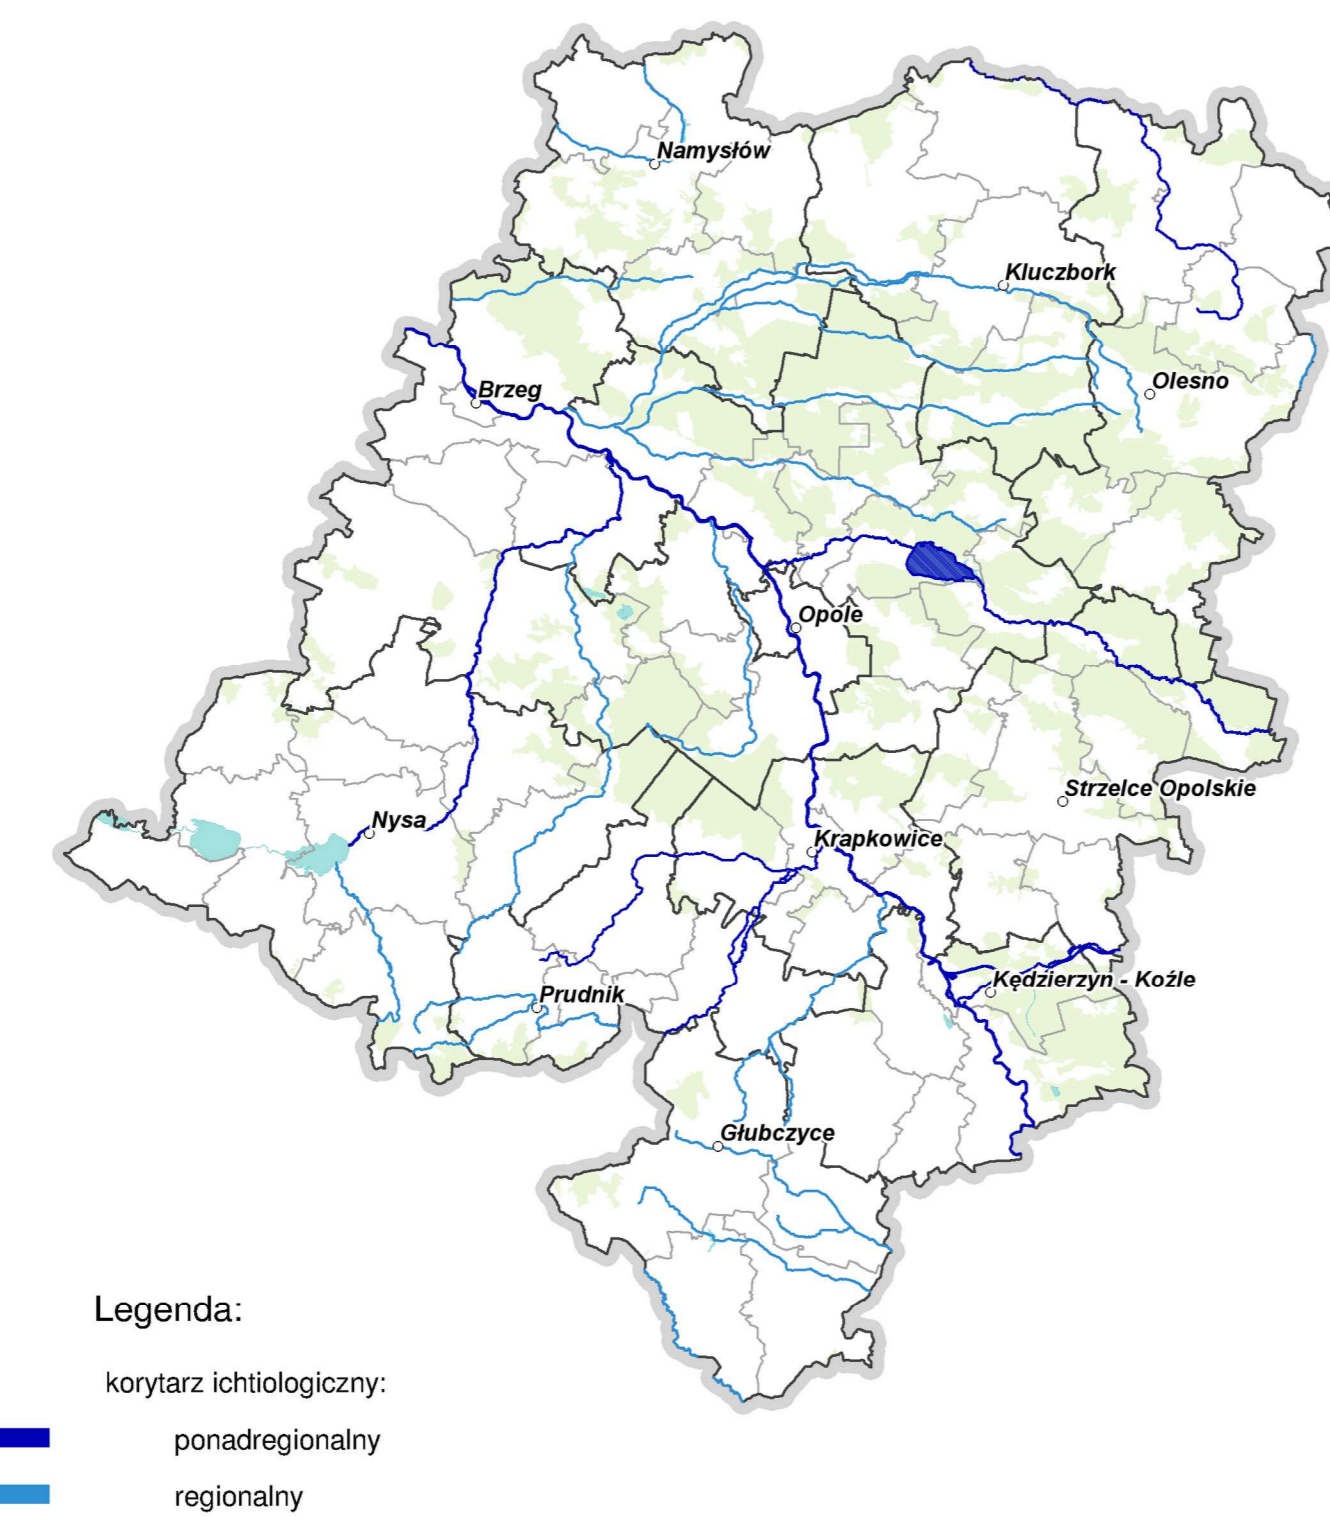 Namysłów
Kluczbork
Olesno
Brzeg
Opole
Strzelce Opolskie
Nysa
Krapkowice
Kędzierzyn - Koźle
Prudnik
Głubczyce
Legenda:
korytarz ichtiologiczny:
ponadregionalny
regionalny